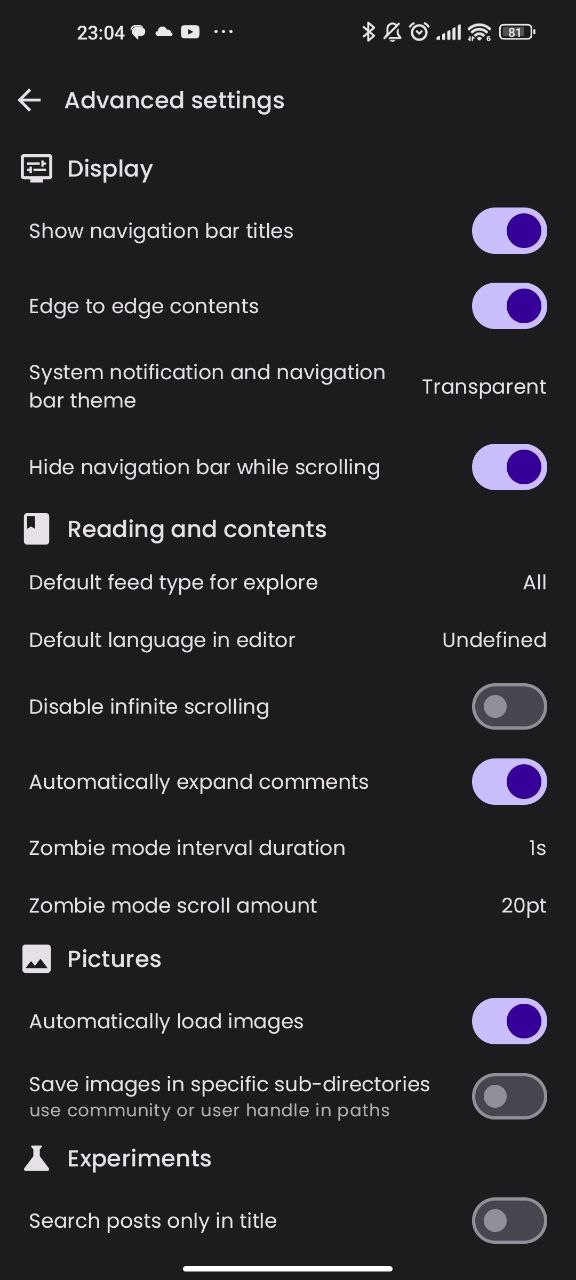 23:04
81
Advanced settings
Display
Show navigation bar titles
Edge to edge contents
System notification and navigation
bar theme
Transparent
Hide navigation bar while scrolling
Reading and contents
Default feed type for explore
All
Default language in editor
Undefined
Disable infinite scrolling
Automatically expand comments
Zombie mode interval duration
1s
Zombie mode scroll amount
20pt
Pictures
Automatically load images
Save images in specific sub-directories
use community or user handle in paths
Experiments
Search posts only in title